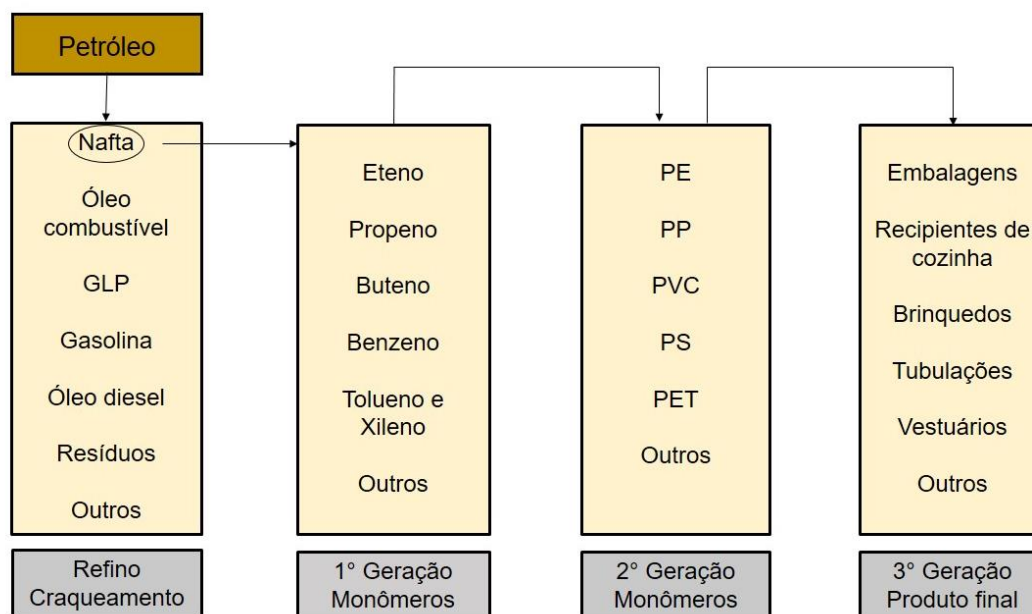 Petróleo
Nafta
Óleo
combustível
GLP
Gasolina
Óleo diesel
Resíduos
Outros
Refino
Craqueamento
Eteno
Propeno
Buteno
Benzeno
Tolueno e
Xileno
Outros
1° Geração
Monômeros
PE
PP
PVC
PS
PET
Outros
2° Geração
Monômeros
Embalagens
Recipientes de
cozinha
Brinquedos
Tubulações
Vestuários
Outros
3° Geração
Produto final